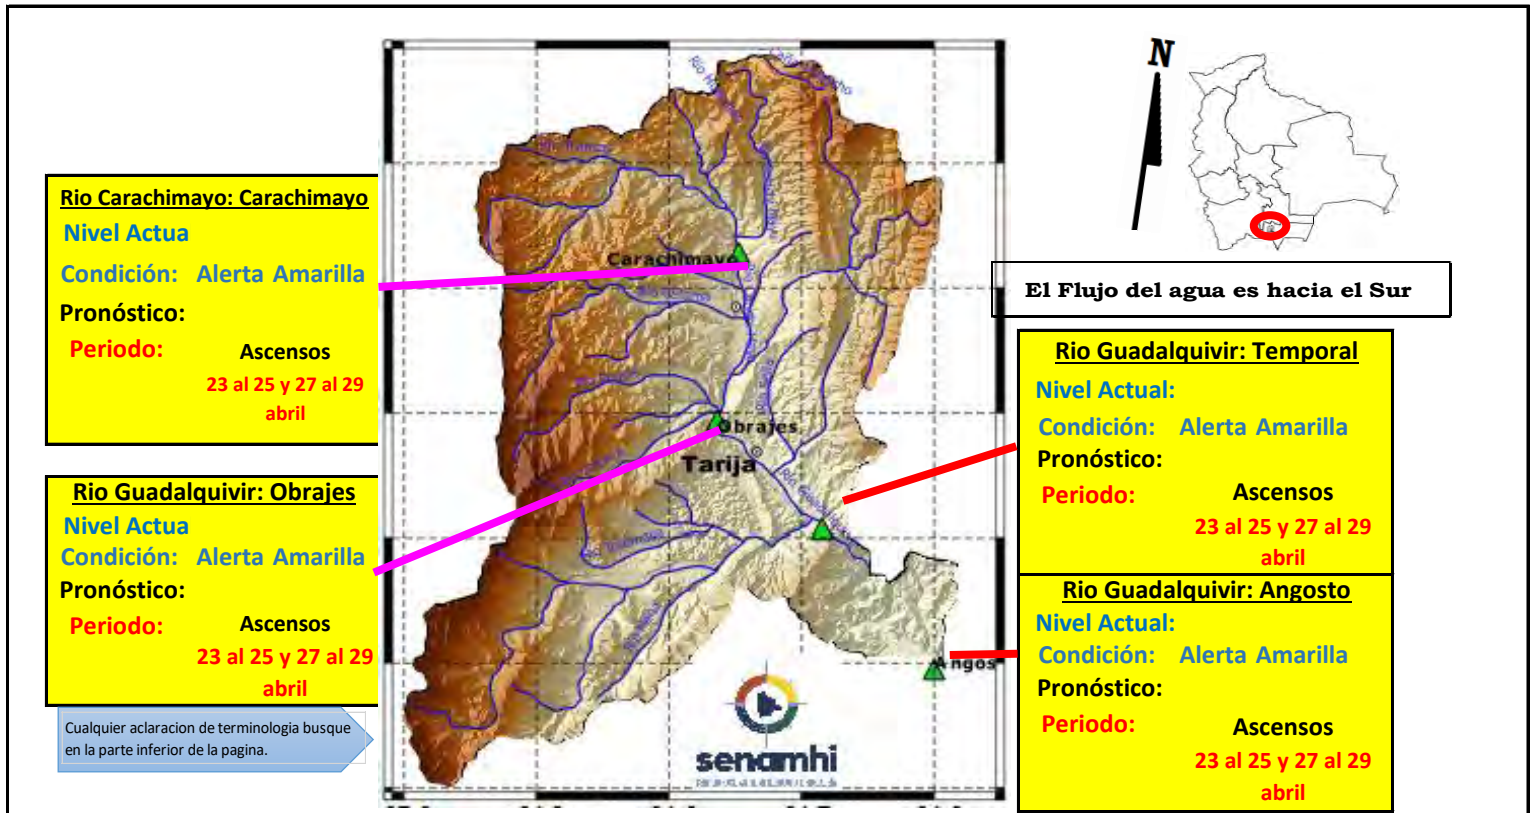 Rio Carachimayo: Carachimayo
Nivel Actua
Condición: Alerta Amarilla
Pronóstico:
Periodo: Ascensos
23 al 25 y 27 al 29
abril
Rio Guadalquivir: Obrajes
Nivel Actua
Condición: Alerta Amarilla
Pronóstico:
Periodo: Ascensos
23 al 25 y 27 al 29
abril
Cualquier aclaracion de terminologia busque
en la parte inferior de la pagina.
Carachimayo
Obrajes
Tarija
Angos
senamhi
N
El Flujo del agua es hacia el Sur
Rio Guadalquivir: Temporal
Nivel Actual:
Condición: Alerta Amarilla
Pronóstico:
Periodo: Ascensos
23 al 25 y 27 al 29
abril
Rio Guadalquivir: Angosto
Nivel Actual:
Condición: Alerta Amarilla
Pronóstico:
Periodo: Ascensos
23 al 25 y 27 al 29
abril